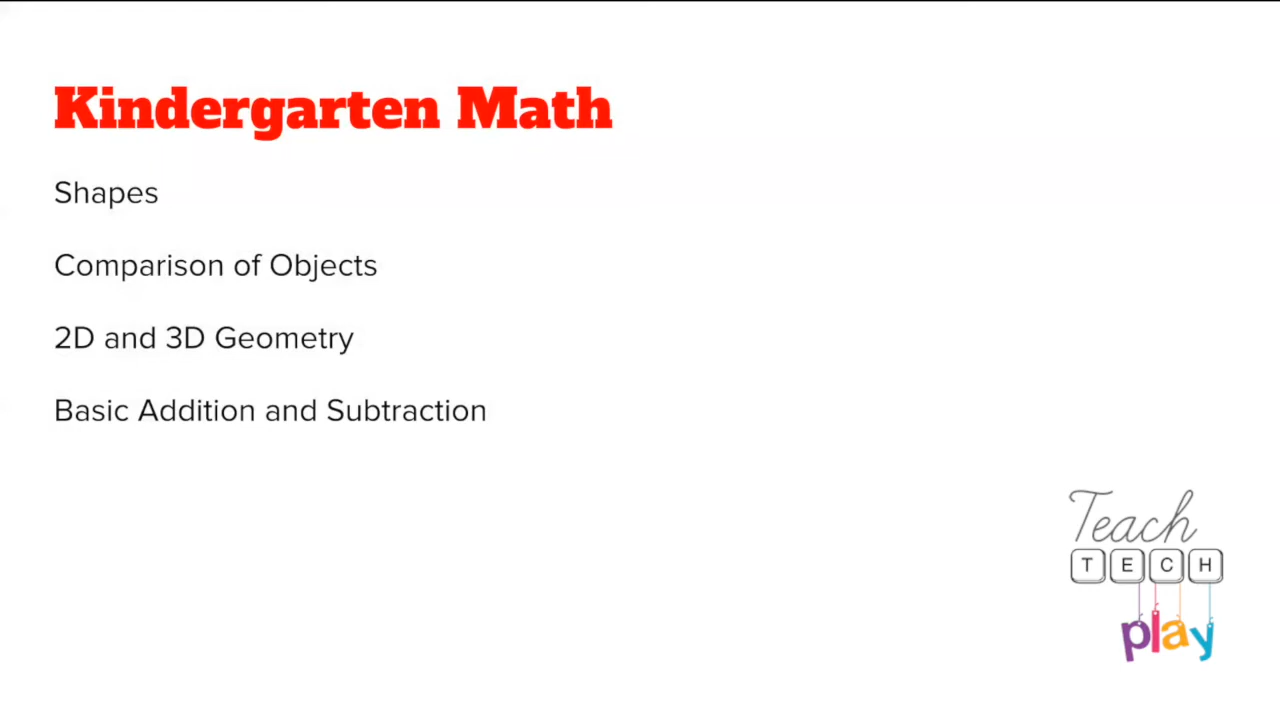 Kindergarten Math
Shapes
Comparison of Objects
2D and 3D Geometry
Basic Addition and Subtraction
Teach
TECH
play